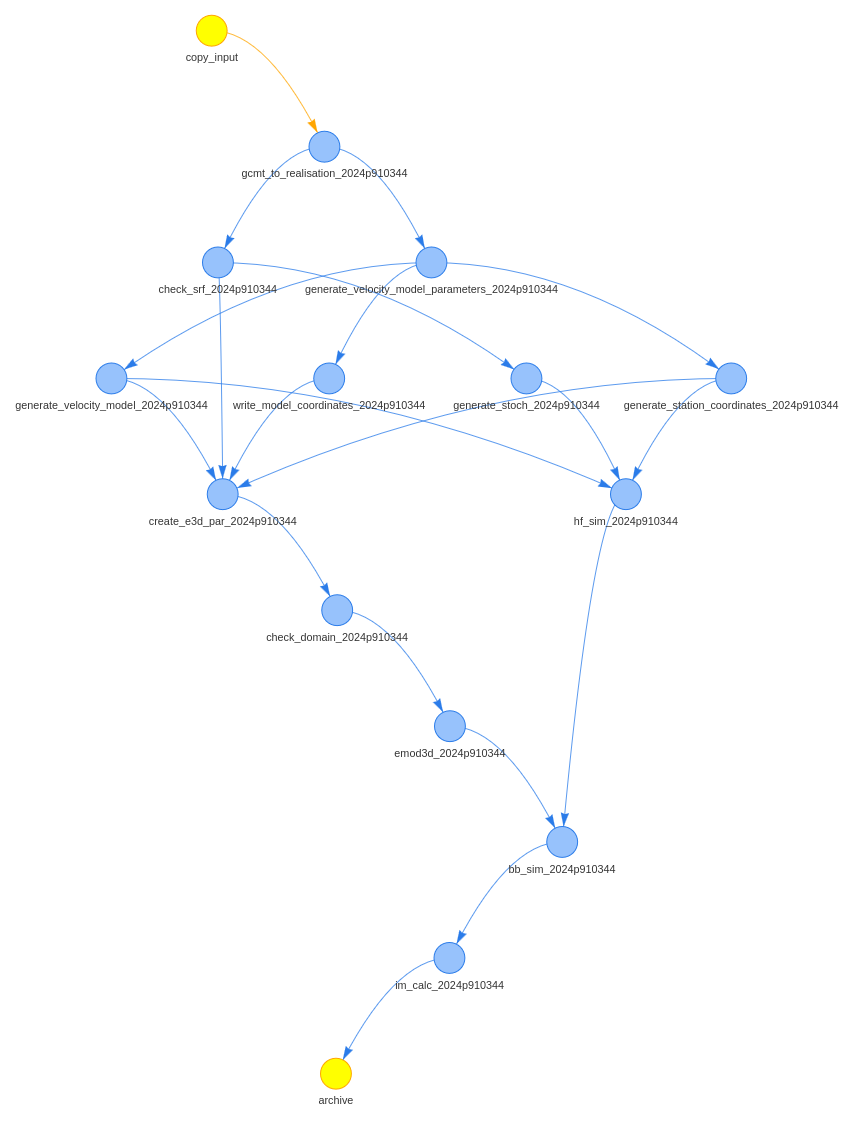 copy_input
gcmt_to_realisation_2024p910344
check_srf_2024p910344
generate_velocity_model_parameters_2024p910344
generate_velocity_model_2024p910344
write_model_coordinates_2024p910344
generate_stoch_2024p910344
generate_station_coordinates_2024p910344
create_e3d_par_2024p910344
hf_sim_2024p910344
check_domain_2024p910344
emod3d_2024p910344
bb_sim_2024p910344
im_calc_2024p910344
archive